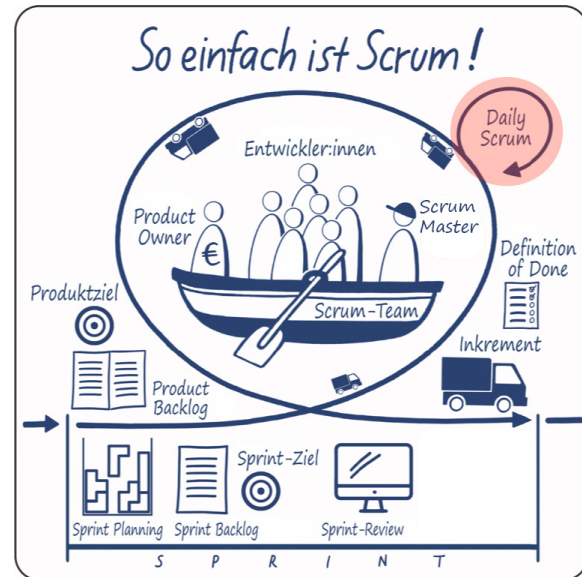 So einfach ist Scrum!
Daily
Scrum
Entwickler:innen
Product
Owner
€
Scrum
Master
Definition
of Done
Produktziel
Scrum-Team
Inkrement
Product
Backlog
Sprint-Ziel
Sprint Planning
Sprint Backlog
Sprint-Review
S P R I N T